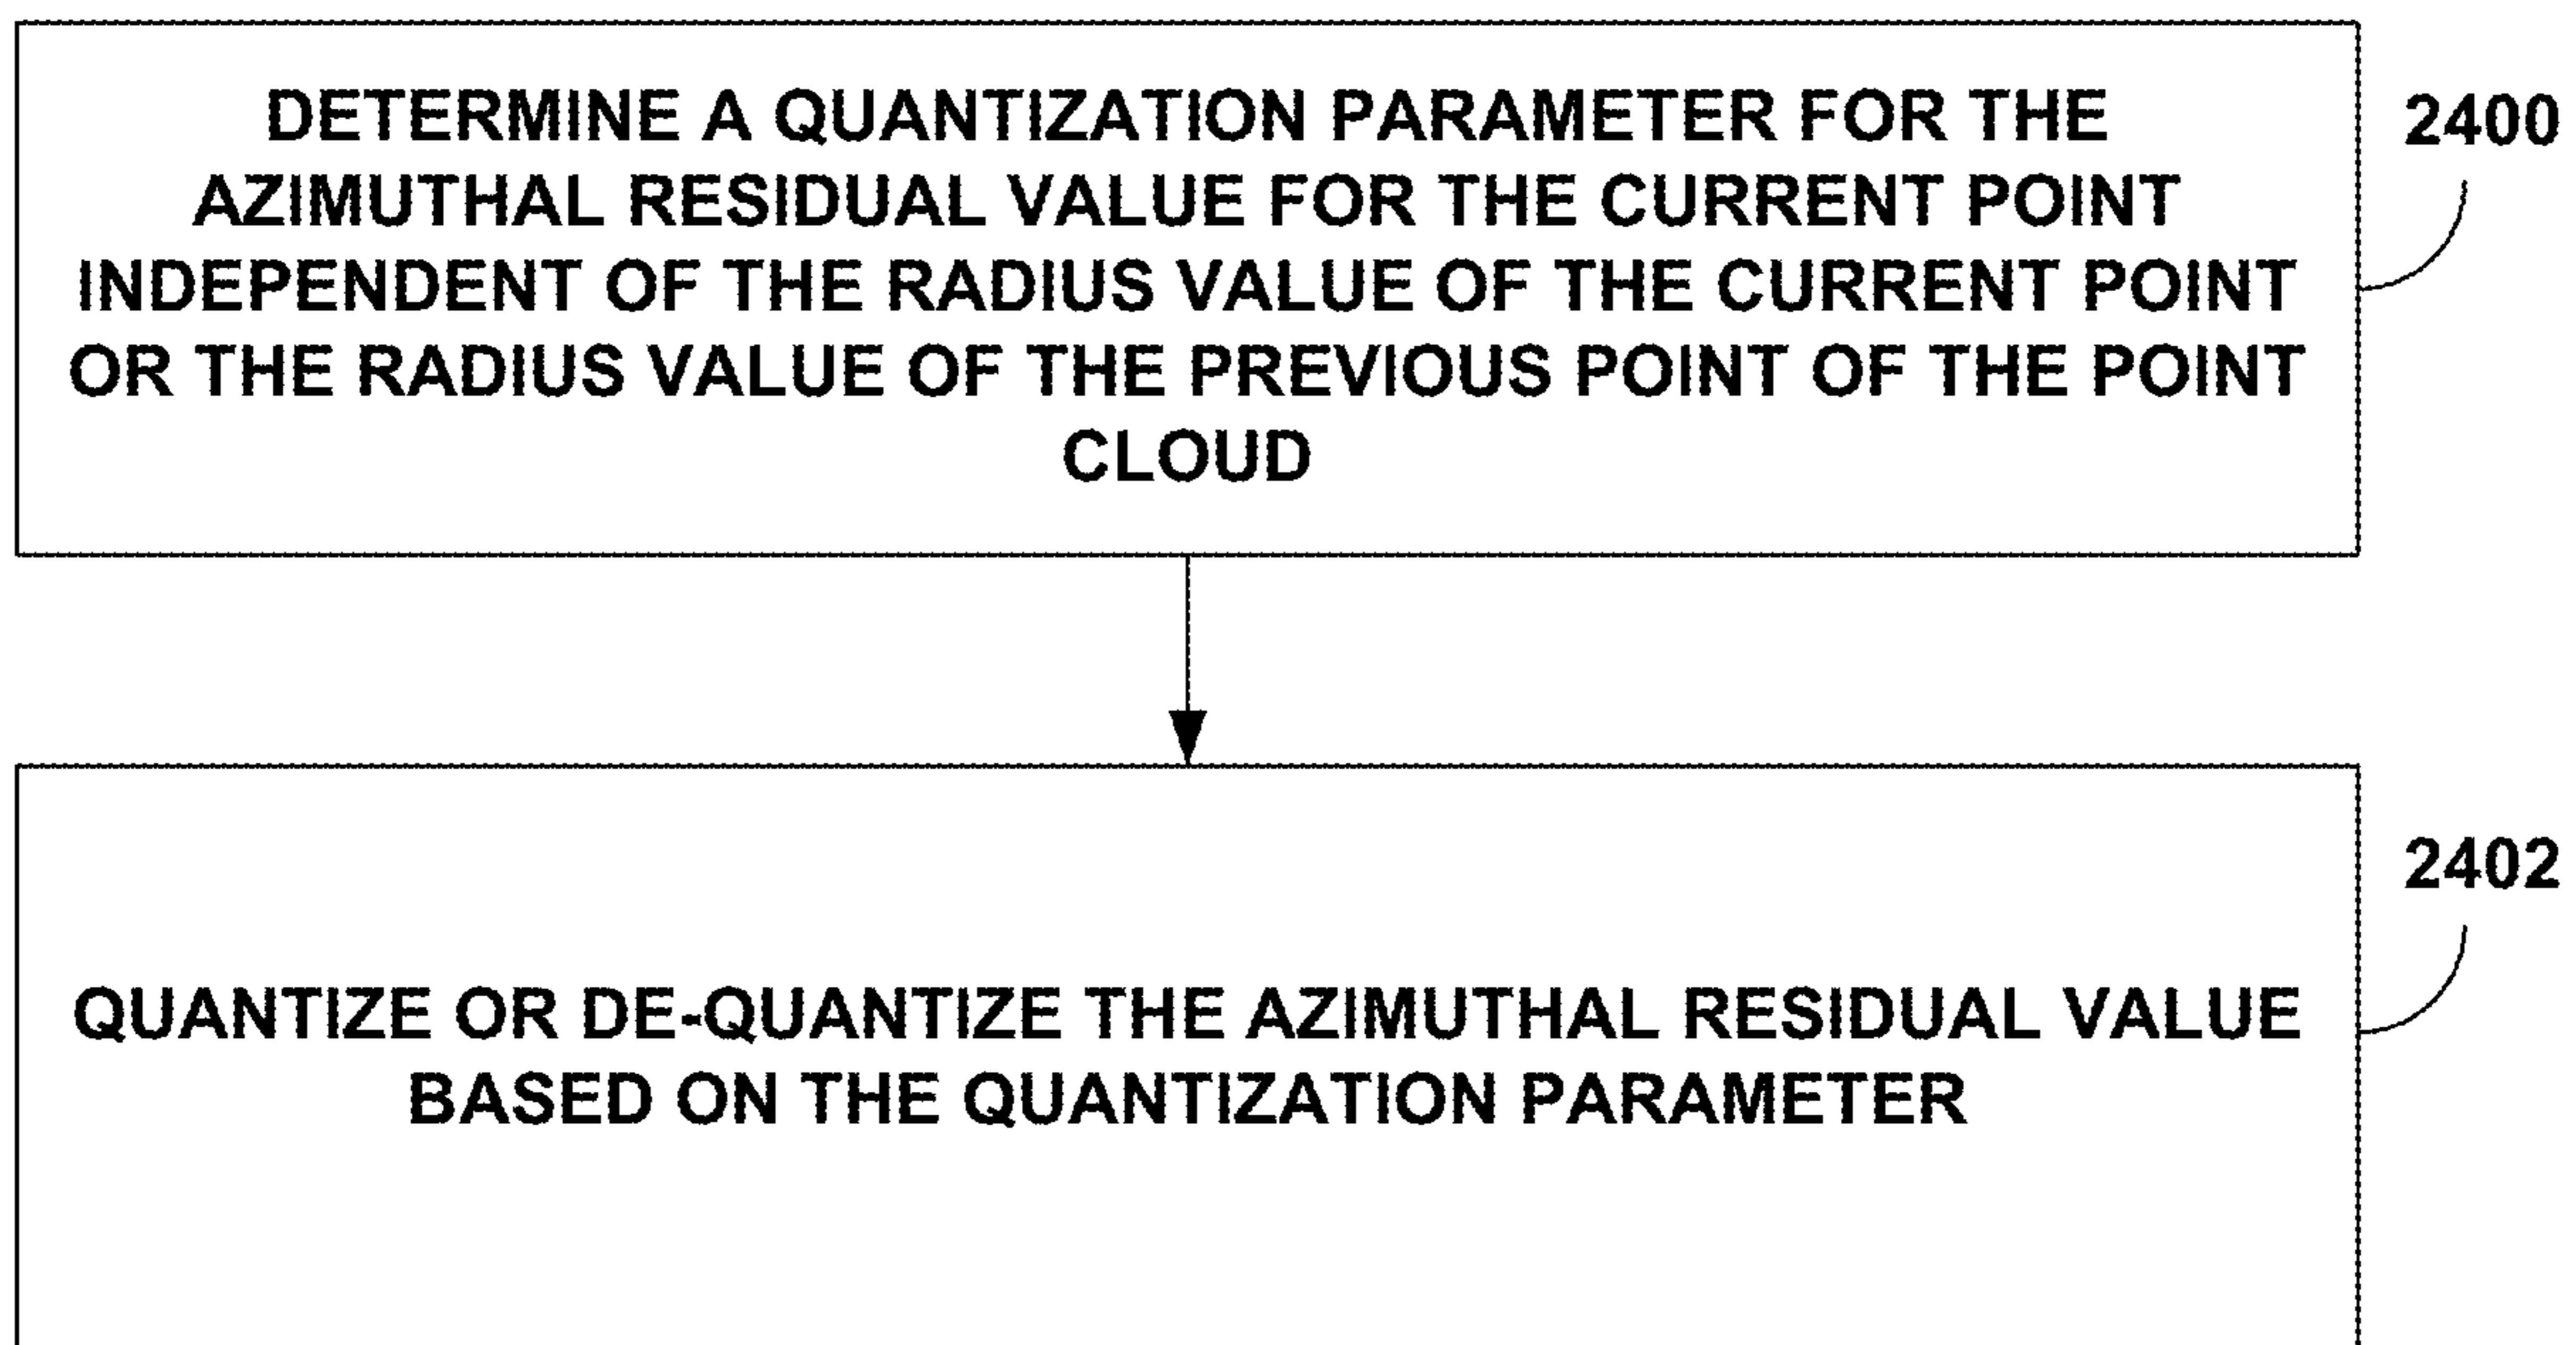 DETERMINE A QUANTIZATION PARAMETER FOR THE
AZIMUTHAL RESIDUAL VALUE FOR THE CURRENT POINT
INDEPENDENT OF THE RADIUS VALUE OF THE CURRENT POINT
OR THE RADIUS VALUE OF THE PREVIOUS POINT OF THE POINT
CLOUD
2400
QUANTIZE OR DE-QUANTIZE THE AZIMUTHAL RESIDUAL VALUE
BASED ON THE QUANTIZATION PARAMETER
2402